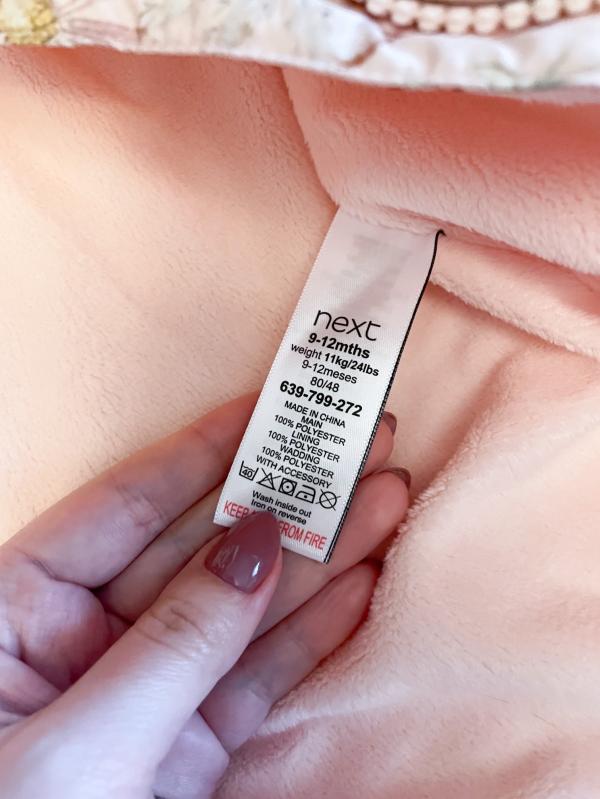 next
9-12mths
weight 11kg/24lbs
9-12meses
80/48
639-799-272
MADE IN CHINA
MAIN
100% POLYESTER
LINING
100% POLYESTER
WADDING
100% POLYESTER
WITH ACCESSORY
40
Wash inside out
Iron on reverse
KEEP FROM FIRE